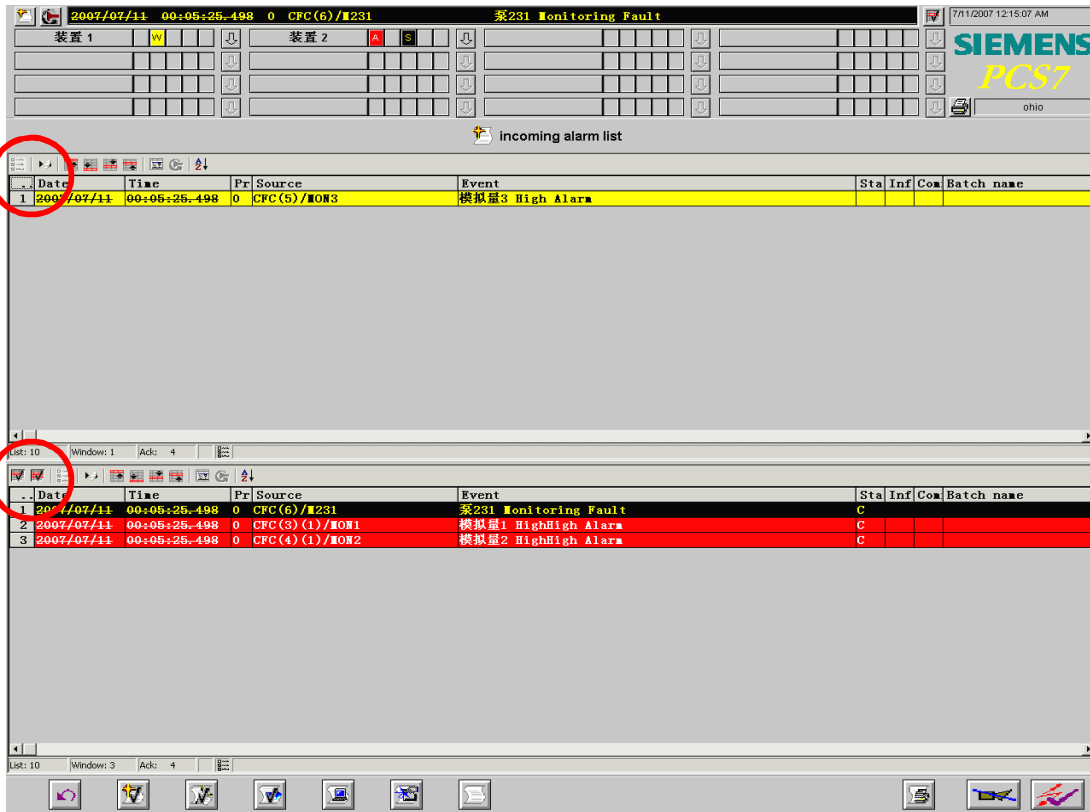 2007/07/11 00:05:25.498 0 CFC(6)/M231 泵231 Monitoring Fault 7/11/2007 12:15:07 AM
装置 1 W 装置 2 A S
SIEMENS
PCS7
ohio
incoming alarm list
.. Date Time Pr Source Event Sta Inf Com Batch name
1 2007/07/11 00:05:25.498 0 CFC(5)/MON3 模拟量3 High Alarm
List: 10 Window: 1 Ack: 4
.. Date Time Pr Source Event Sta Inf Com Batch name
1 2007/07/11 00:05:25.498 0 CFC(6)/M231 泵231 Monitoring Fault C
2 2007/07/11 00:05:25.498 0 CFC(3)(1)/MON1 模拟量1 HighHigh Alarm C
3 2007/07/11 00:05:25.498 0 CFC(4)(1)/MON2 模拟量2 HighHigh Alarm C
List: 10 Window: 3 Ack: 4